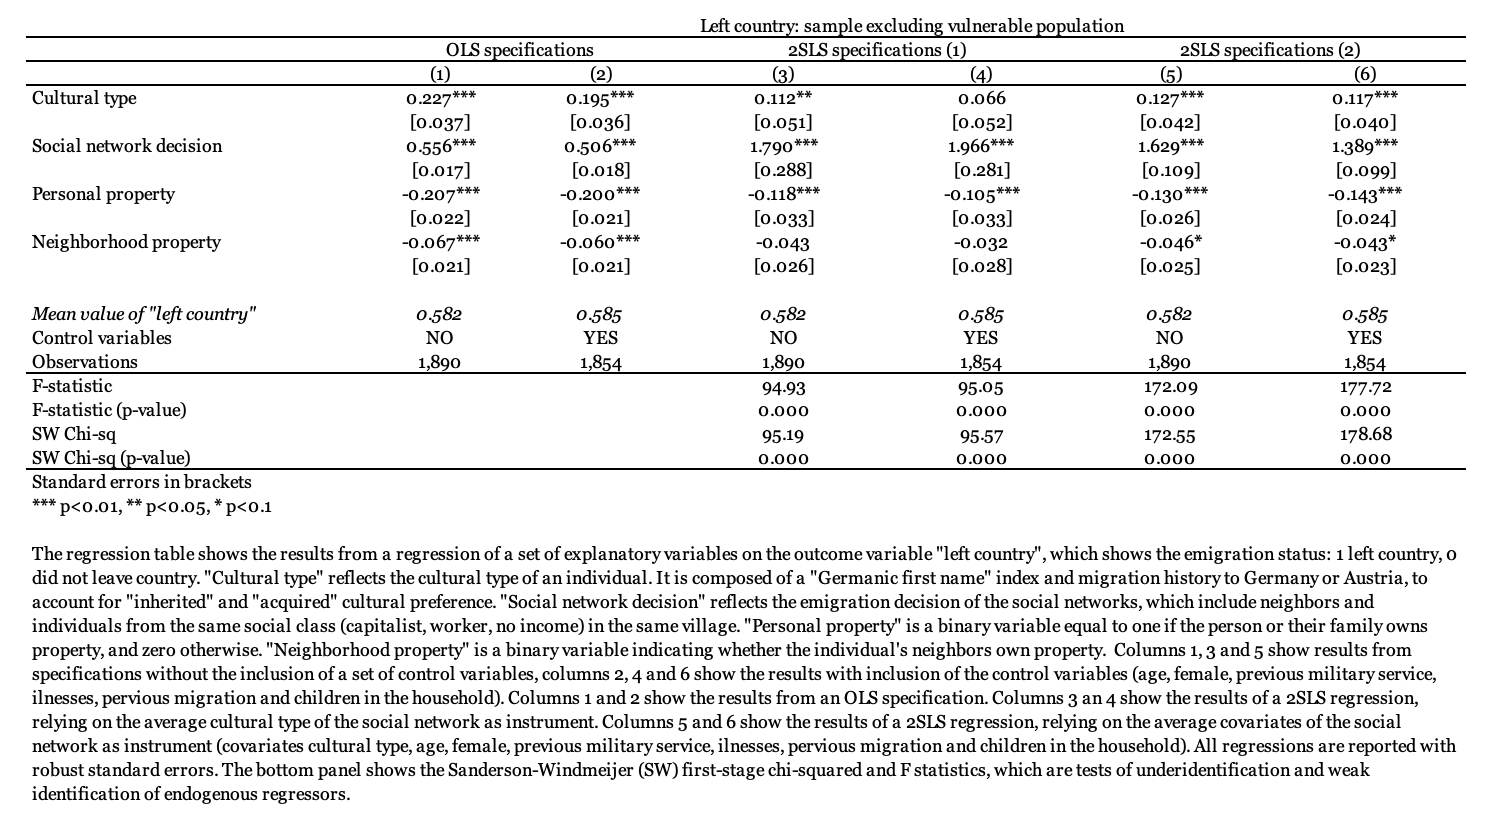 Left country: sample excluding vulnerable population
OLS specifications 2SLS specifications (1) 2SLS specifications (2)
(1) (2) (3) (4) (5) (6)
Cultural type 0.227*** 0.195*** 0.112** 0.066 0.127*** 0.117***
[0.037] [0.036] [0.051] [0.052] [0.042] [0.040]
Social network decision 0.556*** 0.506*** 1.790*** 1.966*** 1.629*** 1.389***
[0.017] [0.018] [0.288] [0.281] [0.109] [0.099]
Personal property -0.207*** -0.200*** -0.118*** -0.105*** -0.130*** -0.143***
[0.022] [0.021] [0.033] [0.033] [0.026] [0.024]
Neighborhood property -0.067*** -0.060*** -0.043 -0.032 -0.046* -0.043*
[0.021] [0.021] [0.026] [0.028] [0.025] [0.023]
Mean value of "left country" 0.582 0.585 0.582 0.585 0.582 0.585
Control variables NO YES NO YES NO YES
Observations 1,890 1,854 1,890 1,854 1,890 1,854
F-statistic 94.93 95.05 172.09 177.72
F-statistic (p-value) 0.000 0.000 0.000 0.000
SW Chi-sq 95.19 95.57 172.55 178.68
SW Chi-sq (p-value) 0.000 0.000 0.000 0.000
Standard errors in brackets
*** p<0.01, ** p<0.05, * p<0.1
The regression table shows the results from a regression of a set of explanatory variables on the outcome variable "left country", which shows the emigration status: 1 left country, 0
did not leave country. "Cultural type" reflects the cultural type of an individual. It is composed of a "Germanic first name" index and migration history to Germany or Austria, to
account for "inherited" and "acquired" cultural preference. "Social network decision" reflects the emigration decision of the social networks, which include neighbors and
individuals from the same social class (capitalist, worker, no income) in the same village. "Personal property" is a binary variable equal to one if the person or their family owns
property, and zero otherwise. "Neighborhood property" is a binary variable indicating whether the individual's neighbors own property. Columns 1, 3 and 5 show results from
specifications without the inclusion of a set of control variables, columns 2, 4 and 6 show the results with inclusion of the control variables (age, female, previous military service,
ilnesses, pervious migration and children in the household). Columns 1 and 2 show the results from an OLS specification. Columns 3 an 4 show the results of a 2SLS regression,
relying on the average cultural type of the social network as instrument. Columns 5 and 6 show the results of a 2SLS regression, relying on the average covariates of the social
network as instrument (covariates cultural type, age, female, previous military service, ilnesses, pervious migration and children in the household). All regressions are reported with
robust standard errors. The bottom panel shows the Sanderson-Windmeijer (SW) first-stage chi-squared and F statistics, which are tests of underidentification and weak
identification of endogenous regressors.